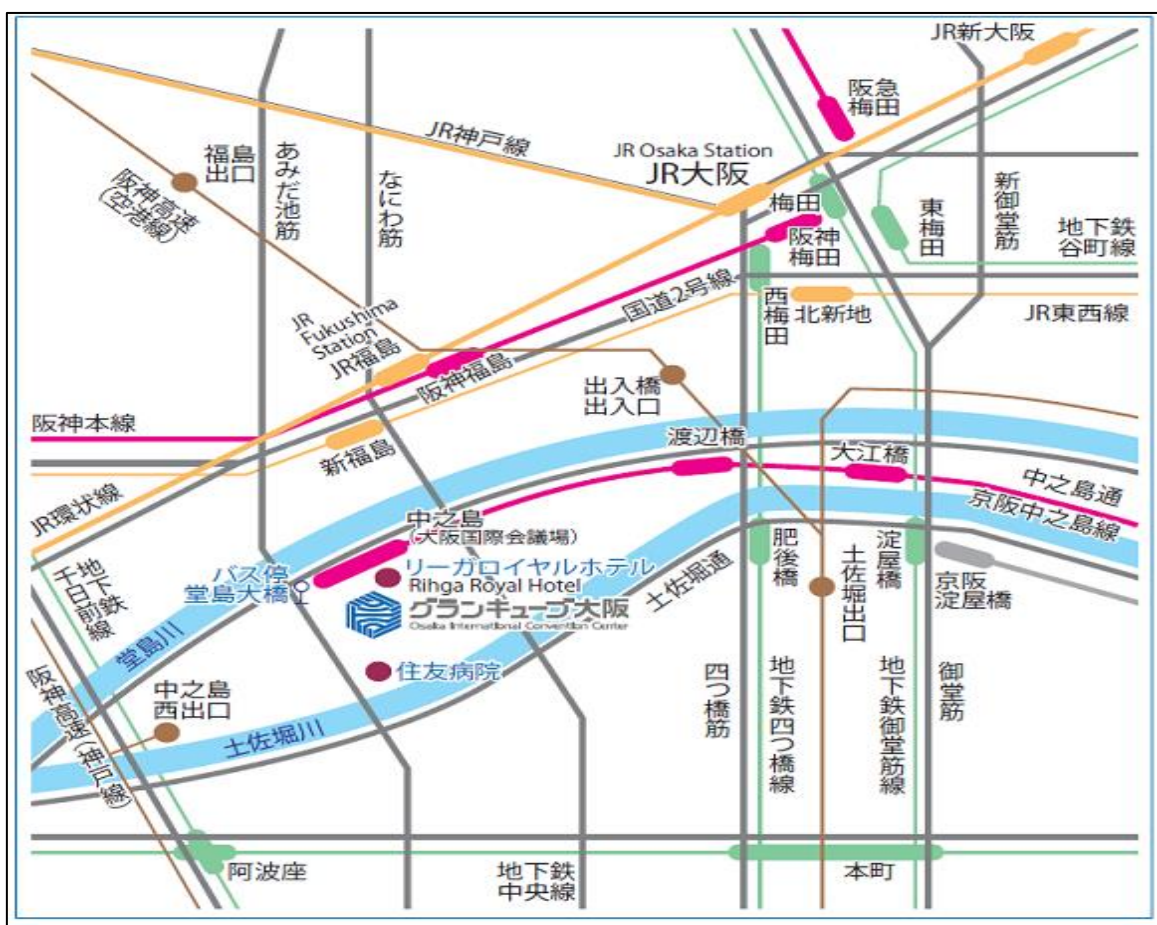 JR新大阪
阪急
梅田
JR神戸線
JR Osaka Station
JR大阪
福島
出口
あみだ池筋
なにわ筋
阪神高速
(空港線)
梅田
阪神
梅田
東梅田
新御堂筋
地下鉄
谷町線
国道2号線
西梅田
北新地
JR東西線
JR
Fukushima
Station
JR福島
阪神福島
出入橋
出入口
阪神本線
新福島
渡辺橋
大江橋
中之島通
京阪中之島線
JR環状線
中之島
(大阪国際会議場)
バス停
堂島大橋
リーガロイヤルホテル
Rihga Royal Hotel
グランキューブ大阪
Osaka International Convention Center
土佐堀通
肥後橋
土佐堀出口
淀屋橋
京阪
淀屋橋
地下鉄
千日前線
堂島川
住友病院
中之島
西出口
阪神高速(神戸線)
土佐堀川
四つ橋筋
地下鉄四つ橋線
地下鉄御堂筋線
御堂筋
阿波座
地下鉄
中央線
本町